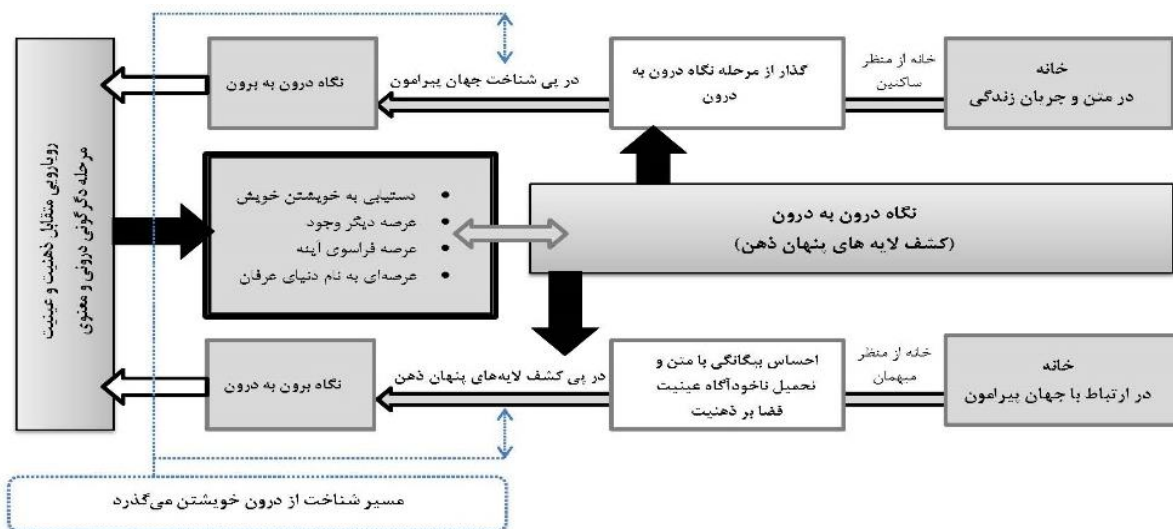 خانه
در متن و جریان زندگی
خانه از منظر
ساکنین
گذار از مرحله نگاه درون به
درون
در پی شناخت جهان پیرامون
نگاه درون به برون
رویارویی متقابل ذهنیت و عینیت
مرحله دگرگونی درونی و معنوی
نگاه درون به درون
(کشف لایه های پنهان ذهن)
• دستیابی به خویشتن خویش
• عرصه دیگر وجود
• عرصه فراسوی آینه
• عرصه‌ای به نام دنیای عرفان
خانه
در ارتباط با جهان پیرامون
خانه از منظر
میهمان
احساس بیگانگی با متن و
تحمیل ناخودآگاه عینیت
فضا بر ذهنیت
در پی کشف لایه‌های پنهان ذهن
نگاه برون به درون
مسیر شناخت از درون خویشتن می‌گذرد